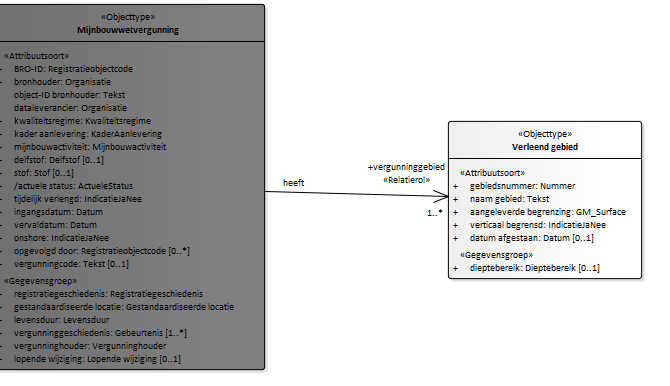 «Objecttype»
Mijnbouwwetvergunning
«Attribuutsoort»
- BRO-ID: Registratieobjectcode
- bronhouder: Organisatie
object-ID bronhouder: Tekst
dataleverancier: Organisatie
- kwaliteitsregime: Kwaliteitsregime
- kader aanlevering: KaderAanlevering
- mijnbouwactiviteit: Mijnbouwactiviteit
- delfstof: Delfstof [0..1]
- stof: Stof [0..1]
- /actuele status: ActueleStatus
- tijdelijk verlengd: IndicatieJaNee
- ingangsdatum: Datum
- vervaldatum: Datum
- onshore: IndicatieJaNee
- opgevolgd door: Registratieobjectcode [0..*]
- vergunningcode: Tekst [0..1]
«Gegevensgroep»
- registratiegeschiedenis: Registratiegeschiedenis
- gestandaardiseerde locatie: Gestandaardiseerde locatie
- levensduur: Levensduur
- vergunninggeschiedenis: Gebeurtenis [1..*]
- vergunninghouder: Vergunninghouder
- lopende wijziging: Lopende wijziging [0..1]
heeft
+vergunninggebied
«Relatierol»
1..*
«Objecttype»
Verleend gebied
«Attribuutsoort»
+ gebiedsnummer: Nummer
+ naam gebied: Tekst
+ aangeleverde begrenzing: GM_Surface
+ verticaal begrensd: IndicatieJaNee
+ datum afgestaan: Datum [0..1]
«Gegevensgroep»
+ dieptebereik: Dieptebereik [0..1]